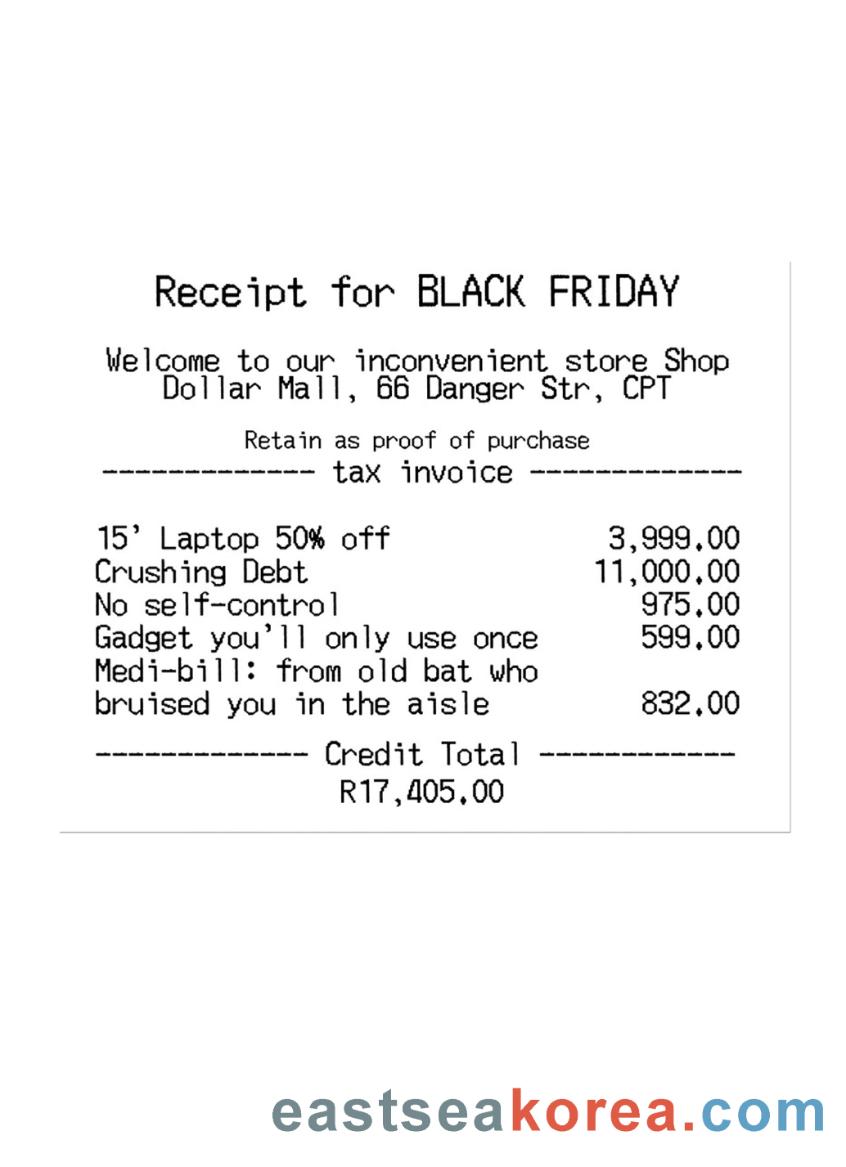 Receipt for BLACK FRIDAY
Welcome to our inconvenient store Shop
Dollar Mall, 66 Danger Str, CPT
Retain as proof of purchase
------------- tax invoice -------------
15' Laptop 50% off 3,999.00
Crushing Debt 11,000.00
No self-control 975.00
Gadget you'll only use once 599.00
Medi-bill: from old bat who
bruised you in the aisle 832.00
------------- Credit Total ------------
R17,405.00
eastseakorea.com